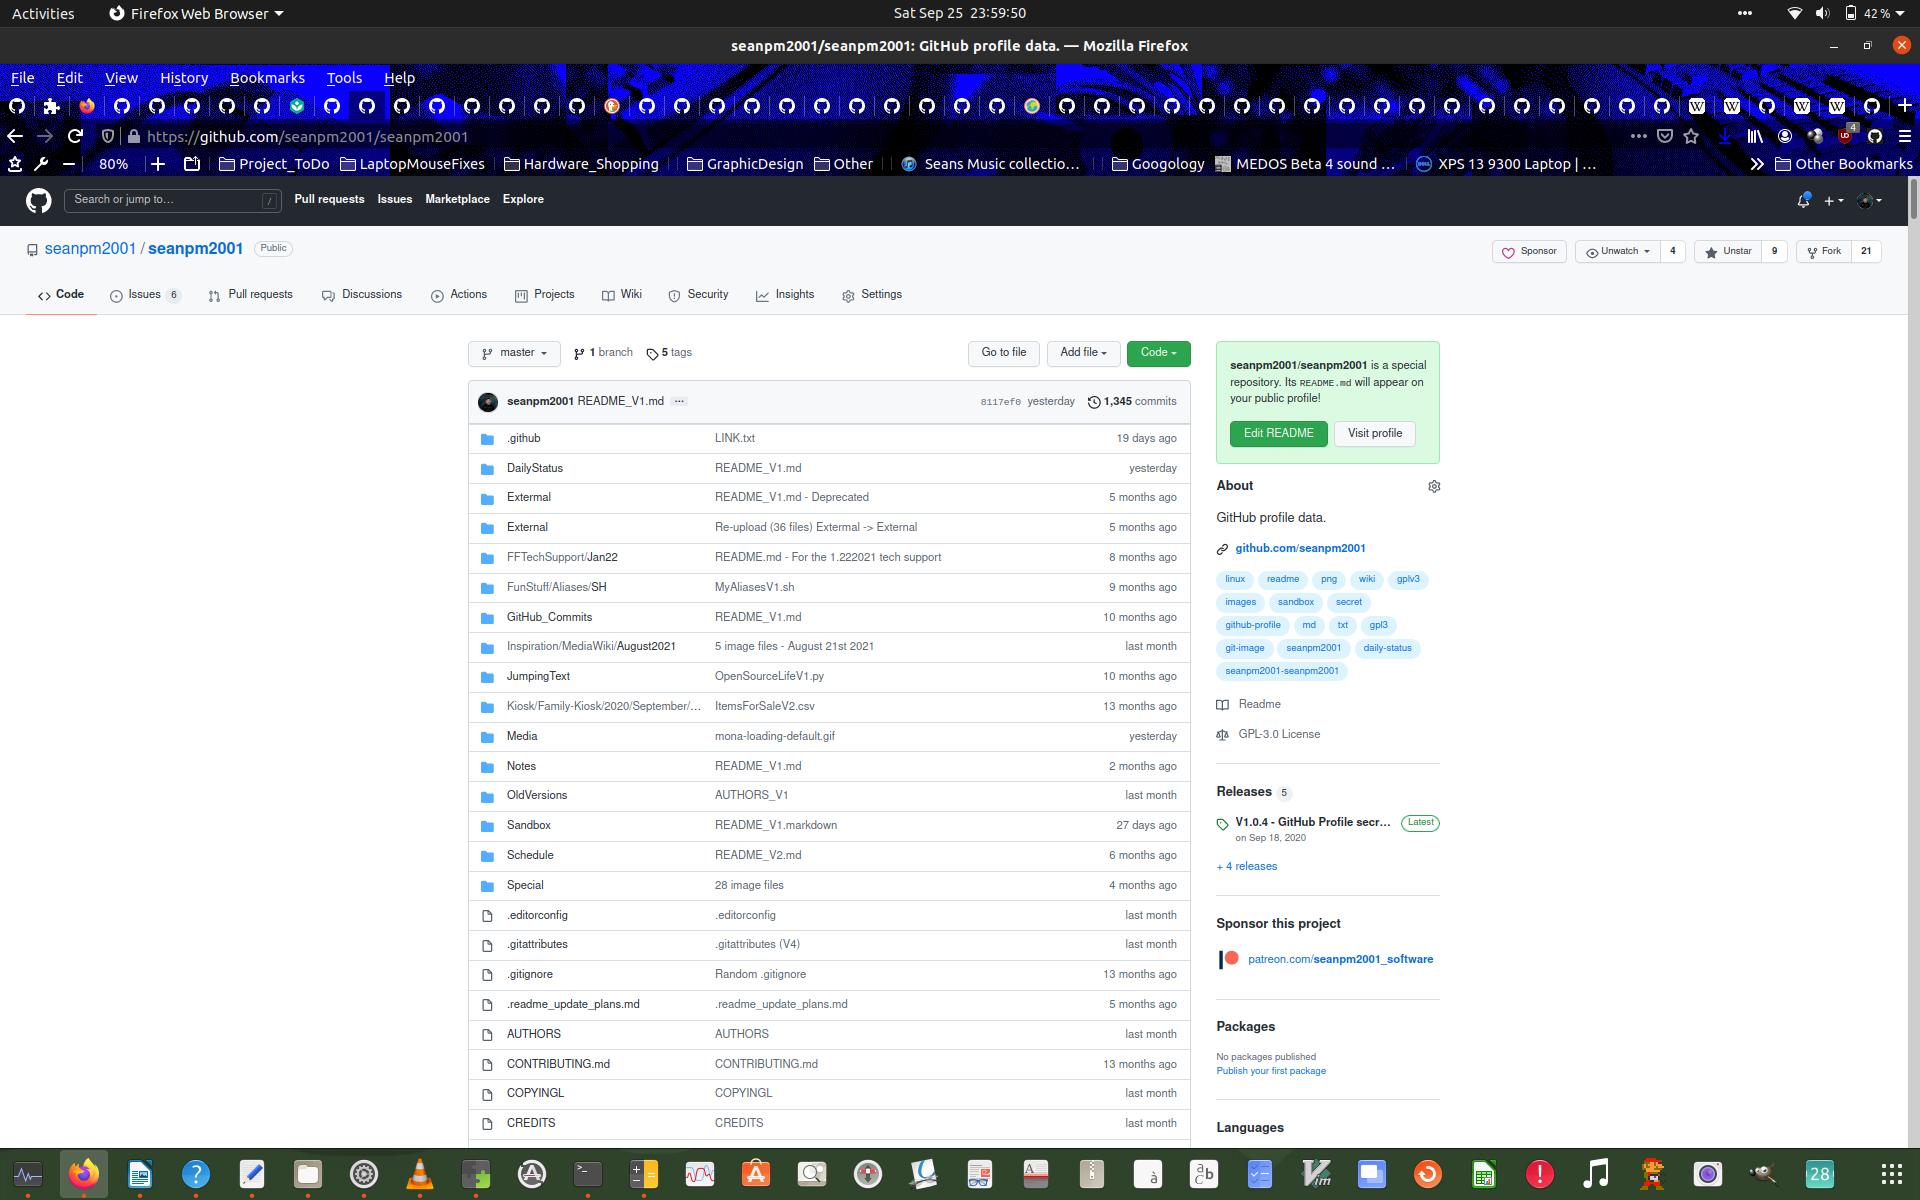 Activities Firefox Web Browser Sat Sep 25 23:59:50 42 %
seanpm2001/seanpm2001: GitHub profile data. — Mozilla Firefox
File Edit View History Bookmarks Tools Help
https://github.com/seanpm2001/seanpm2001 4
80% Project_ToDo LaptopMouseFixes Hardware_Shopping GraphicDesign Other Seans Music collectio… Googology MEDOS Beta 4 sound … XPS 13 9300 Laptop | … Other Bookmarks
Search or jump to… / Pull requests Issues Marketplace Explore
seanpm2001 / seanpm2001 Public Sponsor Unwatch 4 Unstar 9 Fork 21
Code Issues 6 Pull requests Discussions Actions Projects Wiki Security Insights Settings
master 1 branch 5 tags Go to file Add file Code
seanpm2001 README_V1.md ... 8117ef0 yesterday 1,345 commits
.github LINK.txt 19 days ago
DailyStatus README_V1.md yesterday
Extermal README_V1.md - Deprecated 5 months ago
External Re-upload (36 files) Extermal -> External 5 months ago
FFTechSupport/Jan22 README.md - For the 1.222021 tech support 8 months ago
FunStuff/Aliases/SH MyAliasesV1.sh 9 months ago
GitHub_Commits README_V1.md 10 months ago
Inspiration/MediaWiki/August2021 5 image files - August 21st 2021 last month
JumpingText OpenSourceLifeV1.py 10 months ago
Kiosk/Family-Kiosk/2020/September/… ItemsForSaleV2.csv 13 months ago
Media mona-loading-default.gif yesterday
Notes README_V1.md 2 months ago
OldVersions AUTHORS_V1 last month
Sandbox README_V1.markdown 27 days ago
Schedule README_V2.md 6 months ago
Special 28 image files 4 months ago
.editorconfig .editorconfig last month
.gitattributes .gitattributes (V4) last month
.gitignore Random .gitignore 13 months ago
.readme_update_plans.md .readme_update_plans.md 5 months ago
AUTHORS AUTHORS last month
CONTRIBUTING.md CONTRIBUTING.md 13 months ago
COPYINGL COPYINGL last month
CREDITS CREDITS last month
seanpm2001/seanpm2001 is a special
repository. Its README.md will appear on
your public profile!
Edit README Visit profile
About
GitHub profile data.
github.com/seanpm2001
linux readme png wiki gplv3
images sandbox secret
github-profile md txt gpl3
git-image seanpm2001 daily-status
seanpm2001-seanpm2001
Readme
GPL-3.0 License
Releases 5
V1.0.4 - GitHub Profile secr… Latest
on Sep 18, 2020
+ 4 releases
Sponsor this project
patreon.com/seanpm2001_software
Packages
No packages published
Publish your first package
Languages
28